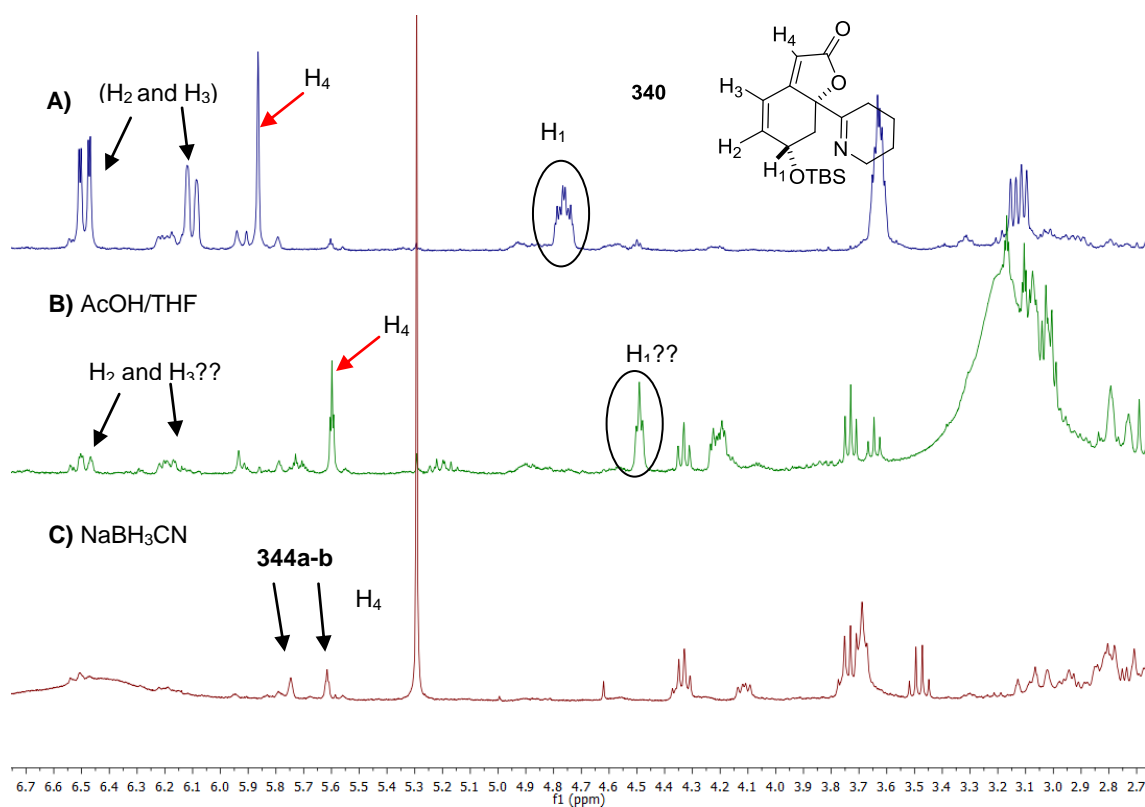 A)
(H2 and H3)
H4
H1
340
H4
O
O
H3
H2
N
H1
OTBS
B) AcOH/THF
H2 and H3??
H4
H1??
C) NaBH3CN
344a-b
H4
6.7 6.6 6.5 6.4 6.3 6.2 6.1 6.0 5.9 5.8 5.7 5.6 5.5 5.4 5.3 5.2 5.1 5.0 4.9 4.8 4.7 4.6 4.5 4.4 4.3 4.2 4.1 4.0 3.9 3.8 3.7 3.6 3.5 3.4 3.3 3.2 3.1 3.0 2.9 2.8 2.7
f1 (ppm)